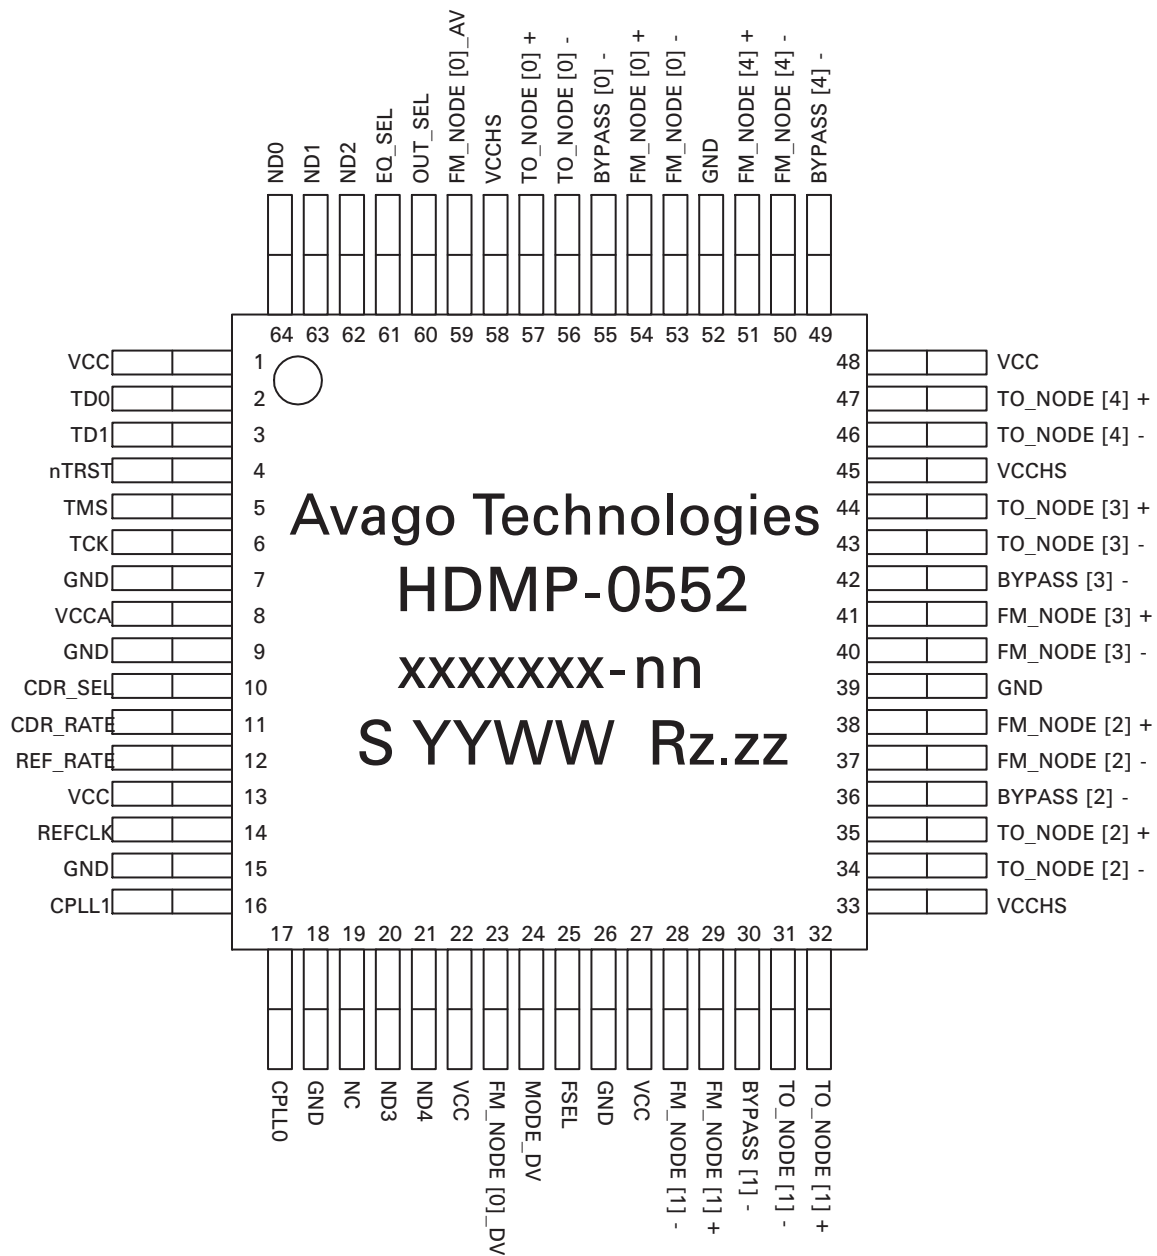 ND0
ND1
ND2
EQ_SEL
OUT_SEL
FM_NODE [0]_AV
VCCHS
TO_NODE [0] +
TO_NODE [0] -
BYPASS [0] -
FM_NODE [0] +
FM_NODE [0] -
GND
FM_NODE [4] +
FM_NODE [4] -
BYPASS [4] -
64 63 62 61 60 59 58 57 56 55 54 53 52 51 50 49
VCC 1
TD0 2
TD1 3
nTRST 4
TMS 5
TCK 6
GND 7
VCCA 8
GND 9
CDR_SEL 10
CDR_RATE 11
REF_RATE 12
VCC 13
REFCLK 14
GND 15
CPLL1 16
Avago Technologies
HDMP-0552
xxxxxxx-nn
S YYWW Rz.zz
48 VCC
47 TO_NODE [4] +
46 TO_NODE [4] -
45 VCCHS
44 TO_NODE [3] +
43 TO_NODE [3] -
42 BYPASS [3] -
41 FM_NODE [3] +
40 FM_NODE [3] -
39 GND
38 FM_NODE [2] +
37 FM_NODE [2] -
36 BYPASS [2] -
35 TO_NODE [2] +
34 TO_NODE [2] -
33 VCCHS
17 18 19 20 21 22 23 24 25 26 27 28 29 30 31 32
CPLL0
GND
NC
ND3
ND4
VCC
FM_NODE [0]_DV
MODE_DV
FSEL
GND
VCC
FM_NODE [1] -
FM_NODE [1] +
BYPASS [1] -
TO_NODE [1] -
TO_NODE [1] +